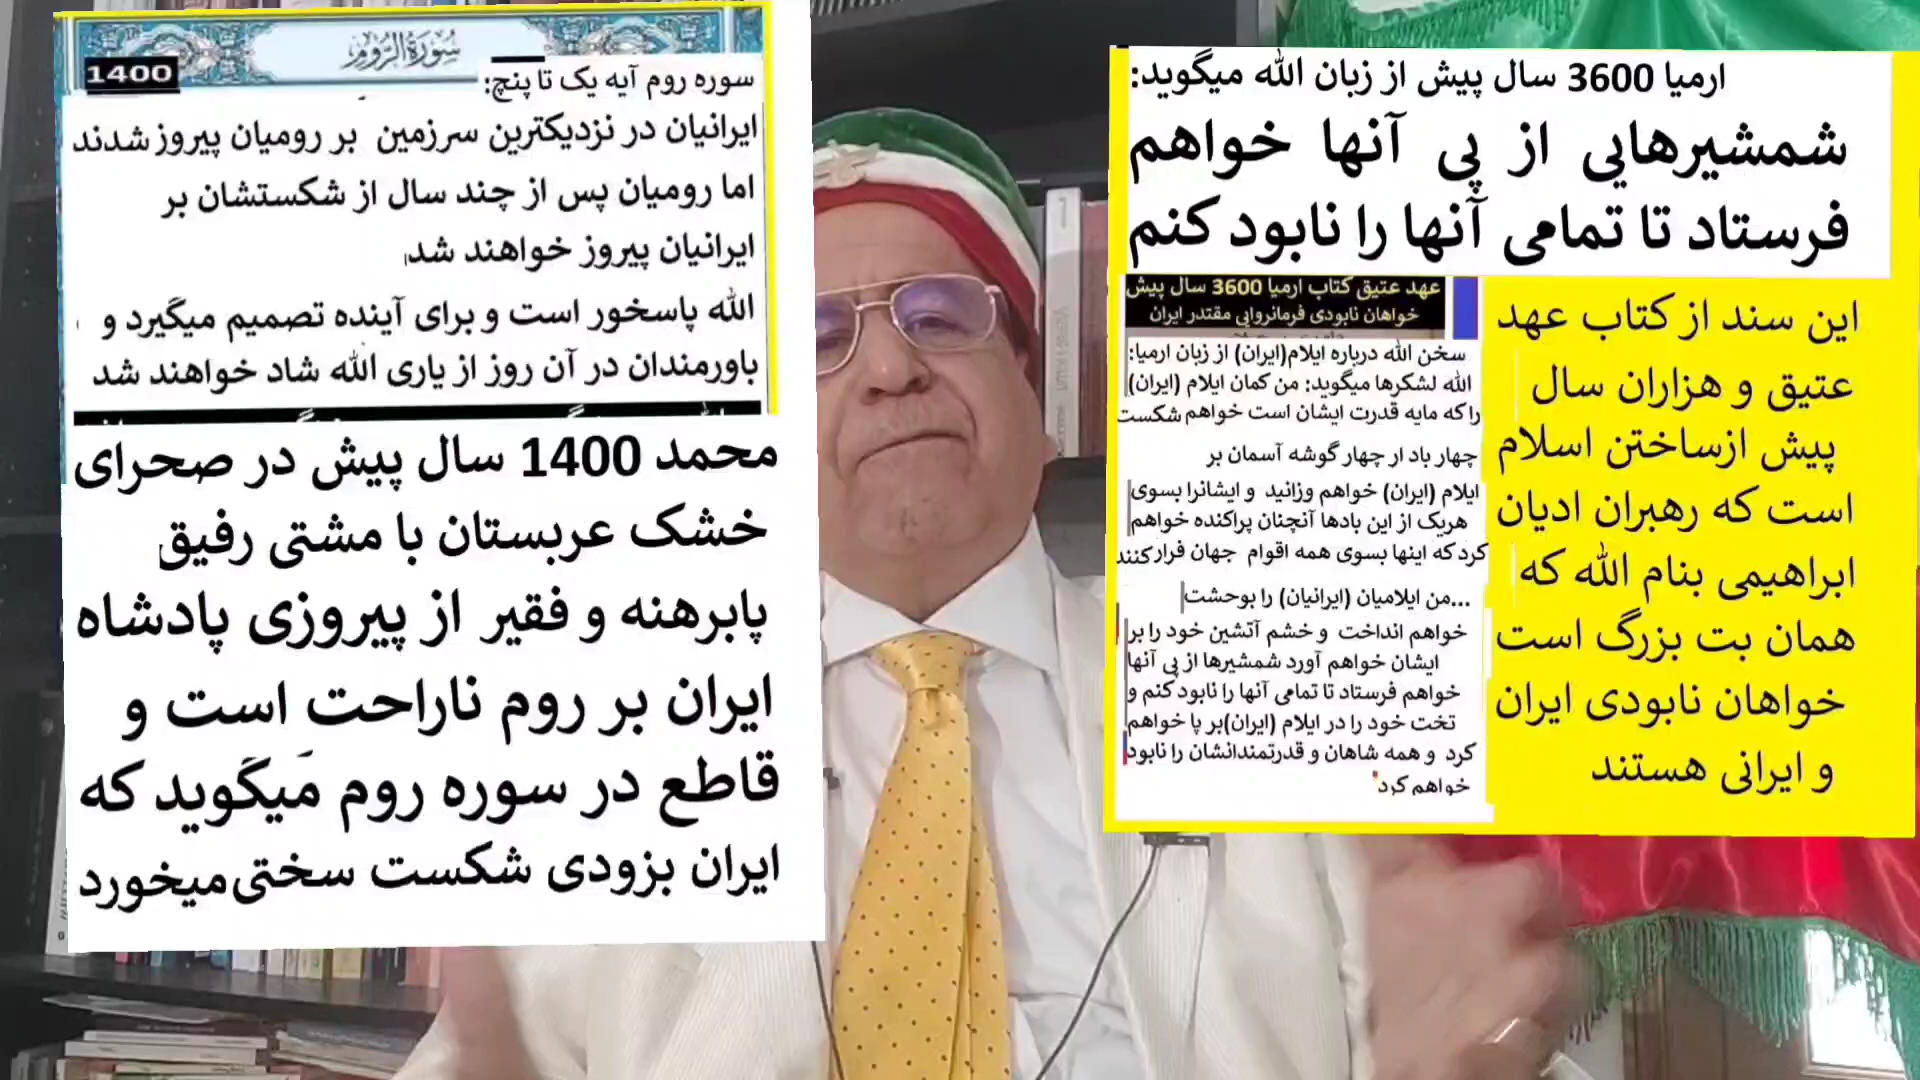 سُورَةُ الرُّومِ
1400
سوره روم آیه یک تا پنج:
ایرانیان در نزدیکترین سرزمین بر رومیان پیروز شدند
اما رومیان پس از چند سال از شکستشان بر
ایرانیان پیروز خواهند شد
الله پاسخور است و برای آینده تصمیم میگیرد و
باورمندان در آن روز از یاری الله شاد خواهند شد
محمد 1400 سال پیش در صحرای
خشک عربستان با مشتی رفیق
پابرهنه و فقیر از پیروزی پادشاه
ایران بر روم ناراحت است و
قاطع در سوره روم میگوید که
ایران بزودی شکست سختی میخورد
ارمیا 3600 سال پیش از زبان الله میگوید:
شمشیرهایی از پی آنها خواهم
فرستاد تا تمامی آنها را نابود کنم
عهد عتیق کتاب ارمیا 3600 سال پیش
خواهان نابودی فرمانروایی مقتدر ایران
سخن الله درباره ایلام(ایران) از زبان ارمیا:
الله لشکرها میگوید: من کمان ایلام (ایران)
را که مایه قدرت ایشان است خواهم شکست
چهار باد ار چهار گوشه آسمان بر
ایلام (ایران) خواهم وزانید و ایشانرا بسوی
هریک از این بادها آنچنان پراکنده خواهم
کرد که اینها بسوی همه اقوام جهان فرار کنند
...من ایلامیان (ایرانیان) را بوحشت
خواهم انداخت و خشم آتشین خود را بر
ایشان خواهم آورد شمشیرها از پی آنها
خواهم فرستاد تا تمامی آنها را نابود کنم و
تخت خود را در ایلام (ایران)بر پا خواهم
کرد و همه شاهان و قدرتمندانشان را نابود
خواهم کرد
این سند از کتاب عهد
عتیق و هزاران سال
پیش ازساختن اسلام
است که رهبران ادیان
ابراهیمی بنام الله که
همان بت بزرگ است
خواهان نابودی ایران
و ایرانی هستند